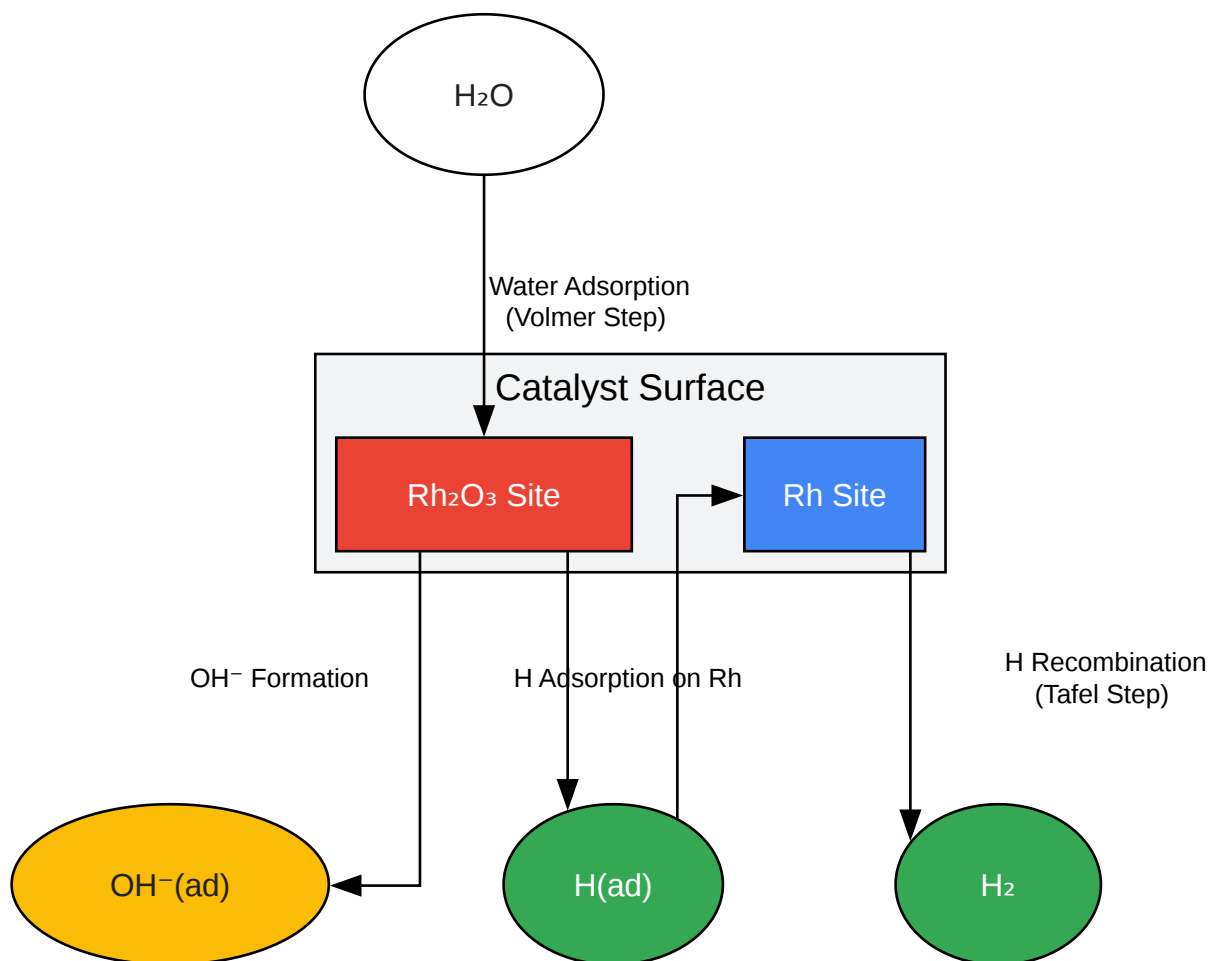 H₂O
Water Adsorption
(Volmer Step)
Catalyst Surface
Rh₂O₃ Site
Rh Site
OH⁻ Formation
H Adsorption on Rh
H Recombination
(Tafel Step)
OH⁻(ad)
H(ad)
H₂